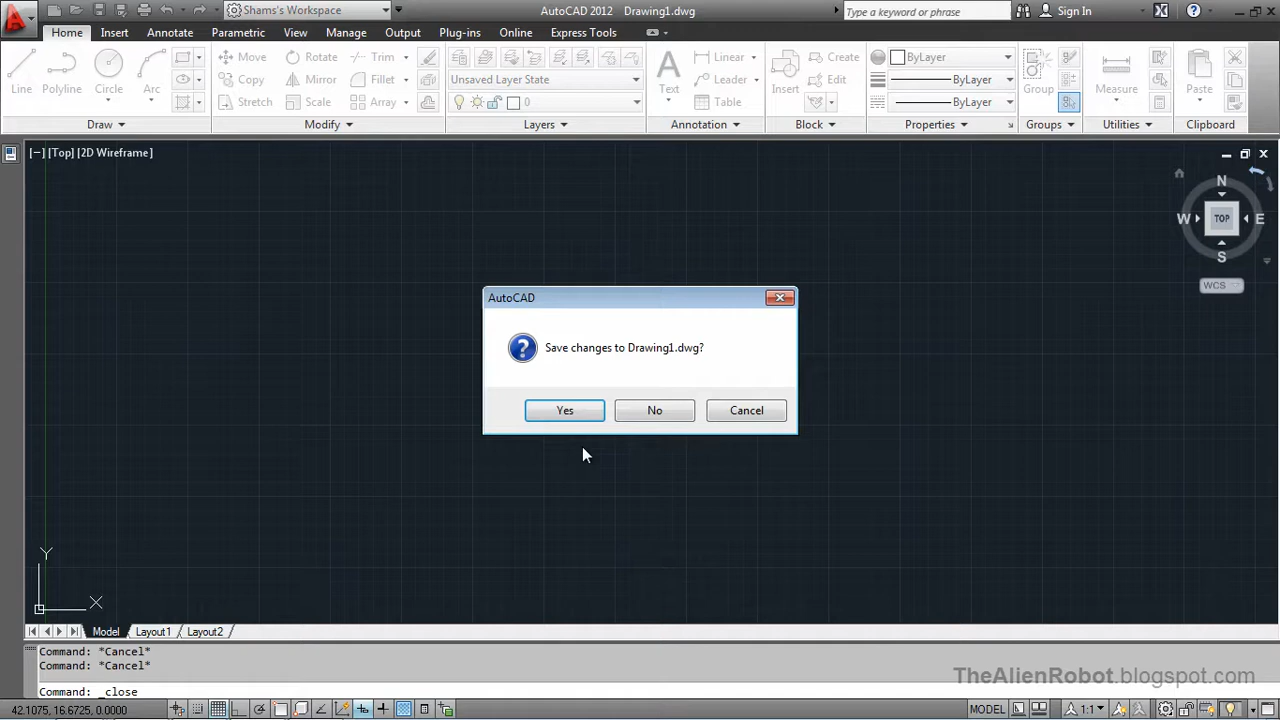 Shams's Workspace
AutoCAD 2012 Drawing1.dwg
Type a keyword or phrase
Sign In
Home Insert Annotate Parametric View Manage Output Plug-ins Online Express Tools
Line
Polyline
Circle
Arc
Draw
Move Rotate Trim
Copy Mirror Fillet
Stretch Scale Array
Modify
Unsaved Layer State
0
Layers
Text
Linear
Leader
Table
Annotation
Insert
Create
Edit
Block
ByLayer
ByLayer
ByLayer
Properties
Group
Groups
Measure
Utilities
Paste
Clipboard
[−] [Top] [2D Wireframe]
N
W TOP E
S
WCS
AutoCAD
Save changes to Drawing1.dwg?
Yes No Cancel
Y
X
Model Layout1 Layout2
Command: *Cancel*
Command: *Cancel*
Command: _close
TheAlienRobot.blogspot.com
42.1075, 16.6725, 0.0000
MODEL
1:1